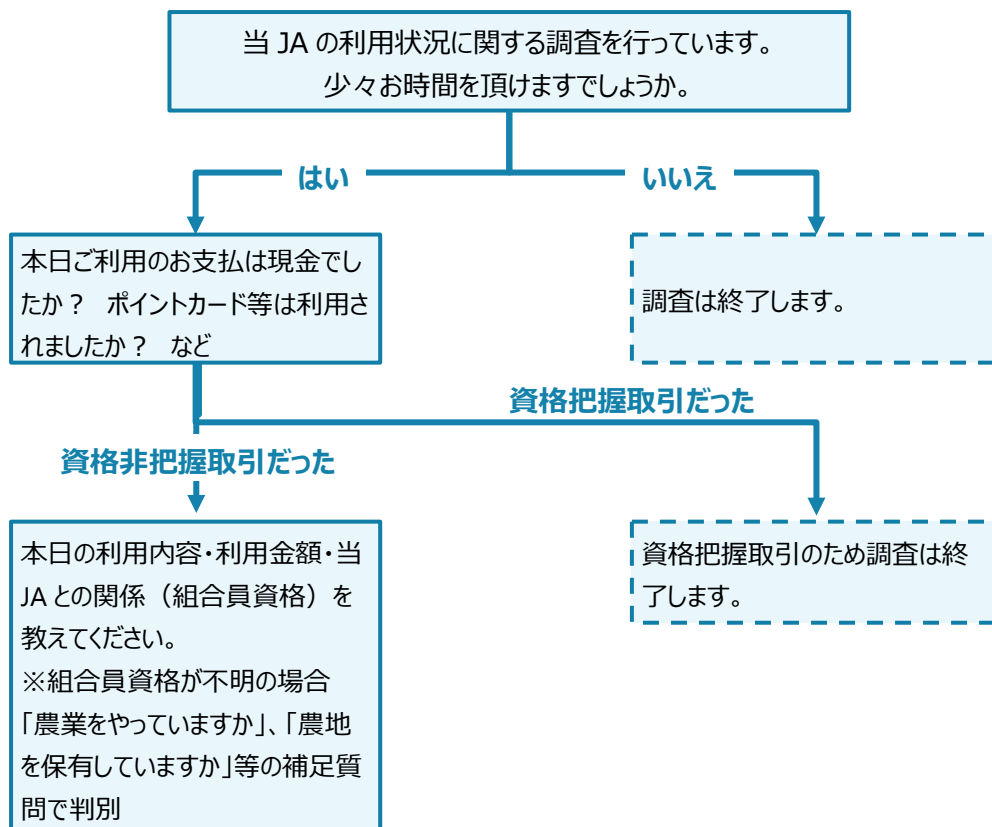 当 JA の利用状況に関する調査を行っています。
少々お時間を頂けますでしょうか。
はい
いいえ
本日ご利用のお支払は現金でし
たか？　ポイントカード等は利用さ
れましたか？　など
調査は終了します。
資格把握取引だった
資格非把握取引だった
本日の利用内容・利用金額・当
JA との関係（組合員資格）を
教えてください。
※組合員資格が不明の場合
「農業をやっていますか」、「農地
を保有していますか」等の補足質
問で判別
資格把握取引のため調査は終
了します。